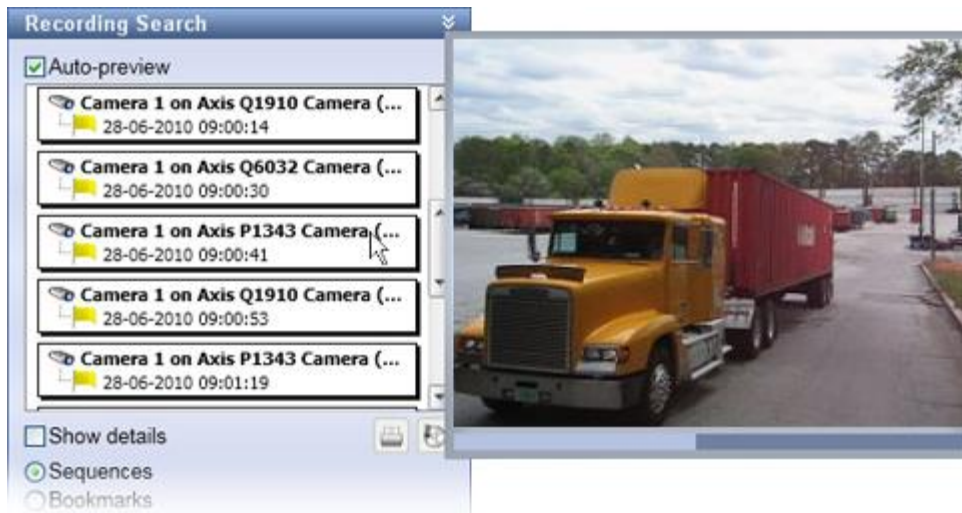 Recording Search
Auto-preview
Camera 1 on Axis Q1910 Camera (...
28-06-2010 09:00:14
Camera 1 on Axis Q6032 Camera (...
28-06-2010 09:00:30
Camera 1 on Axis P1343 Camera (...
28-06-2010 09:00:41
Camera 1 on Axis Q1910 Camera (...
28-06-2010 09:00:53
Camera 1 on Axis P1343 Camera (...
28-06-2010 09:01:19
Show details
Sequences
Bookmarks